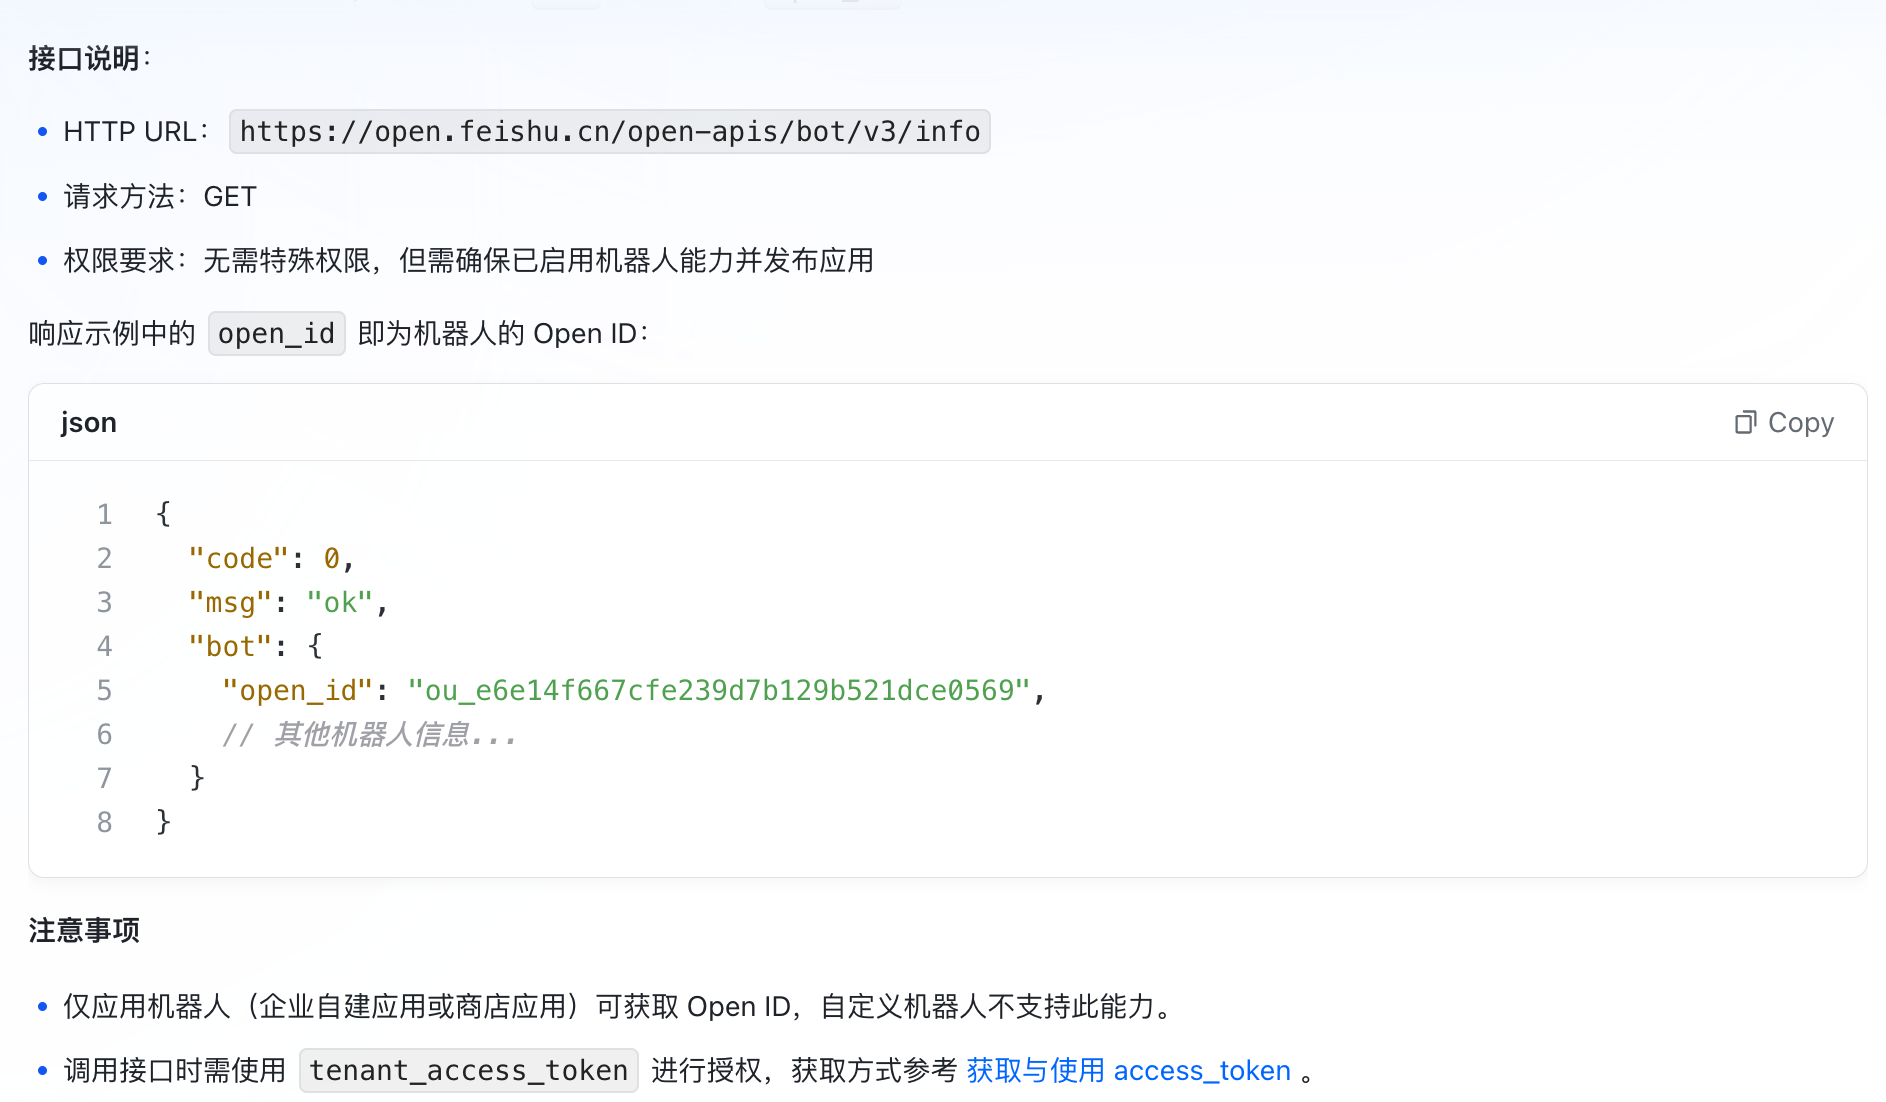 接口说明：
HTTP URL： https://open.feishu.cn/open-apis/bot/v3/info
请求方法：GET
权限要求：无需特殊权限，但需确保已启用机器人能力并发布应用
响应示例中的 open_id 即为机器人的 Open ID：
json Copy
1 {
2 "code": 0,
3 "msg": "ok",
4 "bot": {
5 "open_id": "ou_e6e14f667cfe239d7b129b521dce0569",
6 // 其他机器人信息...
7 }
8 }
注意事项
仅应用机器人（企业自建应用或商店应用）可获取 Open ID，自定义机器人不支持此能力。
调用接口时需使用 tenant_access_token 进行授权，获取方式参考 获取与使用 access_token 。